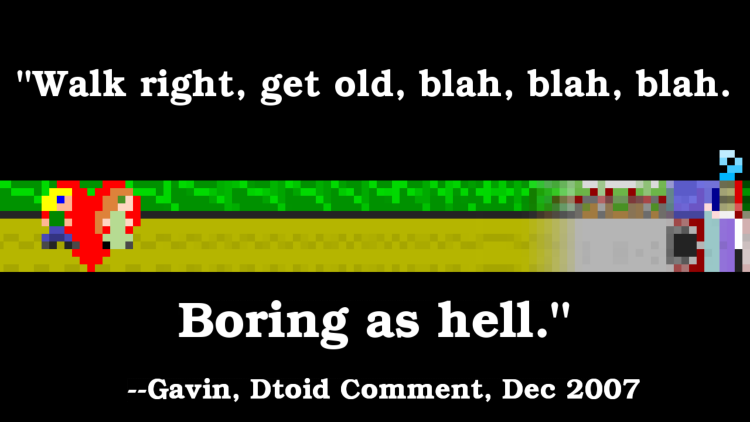 "Walk right, get old, blah, blah, blah.
Boring as hell."
--Gavin, Dtoid Comment, Dec 2007